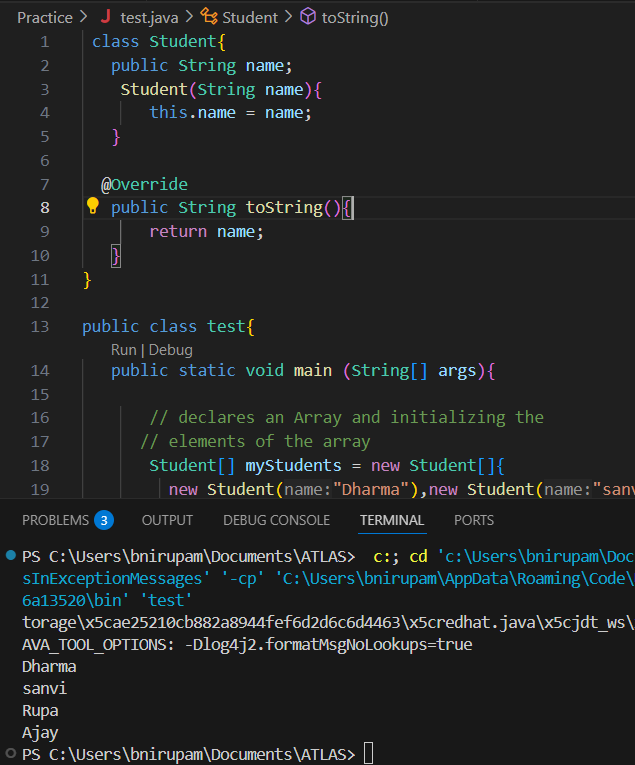 Practice > J test.java > Student > toString()
1 class Student{
2 public String name;
3 Student(String name){
4 this.name = name;
5 }
6
7 @Override
8 public String toString(){
9 return name;
10 }
11 }
12
13 public class test{
Run | Debug
14 public static void main (String[] args){
15
16 // declares an Array and initializing the
17 // elements of the array
18 Student[] myStudents = new Student[]{
19 new Student(name:"Dharma"),new Student(name:"sanv
PROBLEMS 3 OUTPUT DEBUG CONSOLE TERMINAL PORTS
PS C:\Users\bnirupam\Documents\ATLAS> c:; cd 'c:\Users\bnirupam\Doc
sInExceptionMessages' '-cp' 'C:\Users\bnirupam\AppData\Roaming\Code\
6a13520\bin' 'test'
torage\x5cae25210cb882a8944fef6d2d6c6d4463\x5credhat.java\x5cjdt_ws\
AVA_TOOL_OPTIONS: -Dlog4j2.formatMsgNoLookups=true
Dharma
sanvi
Rupa
Ajay
PS C:\Users\bnirupam\Documents\ATLAS>